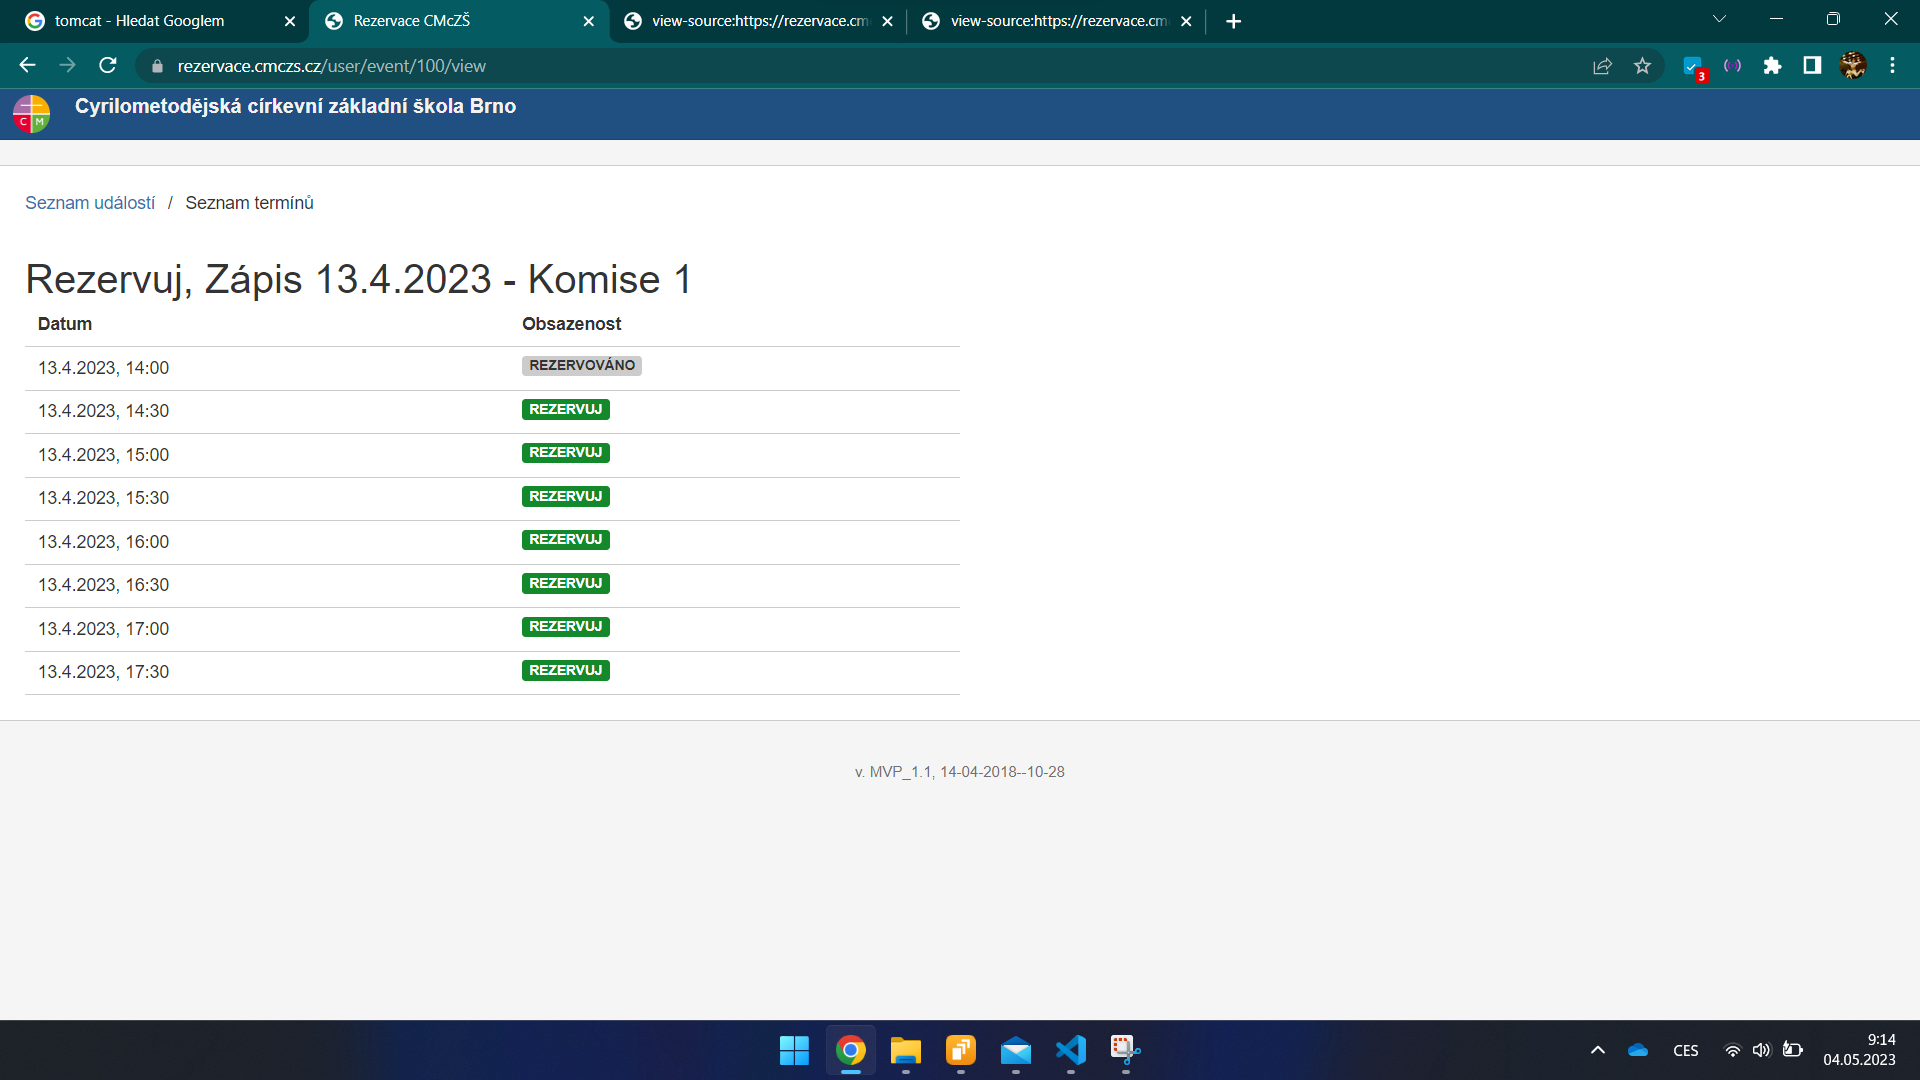 tomcat - Hledat Googlem
Rezervace CMcZŠ
view-source:https://rezervace.cm
view-source:https://rezervace.cm
rezervace.cmczs.cz/user/event/100/view
3
C M
Cyrilometodějská církevní základní škola Brno
Seznam událostí / Seznam termínů
Rezervuj, Zápis 13.4.2023 - Komise 1
Datum Obsazenost
13.4.2023, 14:00 REZERVOVÁNO
13.4.2023, 14:30 REZERVUJ
13.4.2023, 15:00 REZERVUJ
13.4.2023, 15:30 REZERVUJ
13.4.2023, 16:00 REZERVUJ
13.4.2023, 16:30 REZERVUJ
13.4.2023, 17:00 REZERVUJ
13.4.2023, 17:30 REZERVUJ
v. MVP_1.1, 14-04-2018--10-28
CES
9:14
04.05.2023